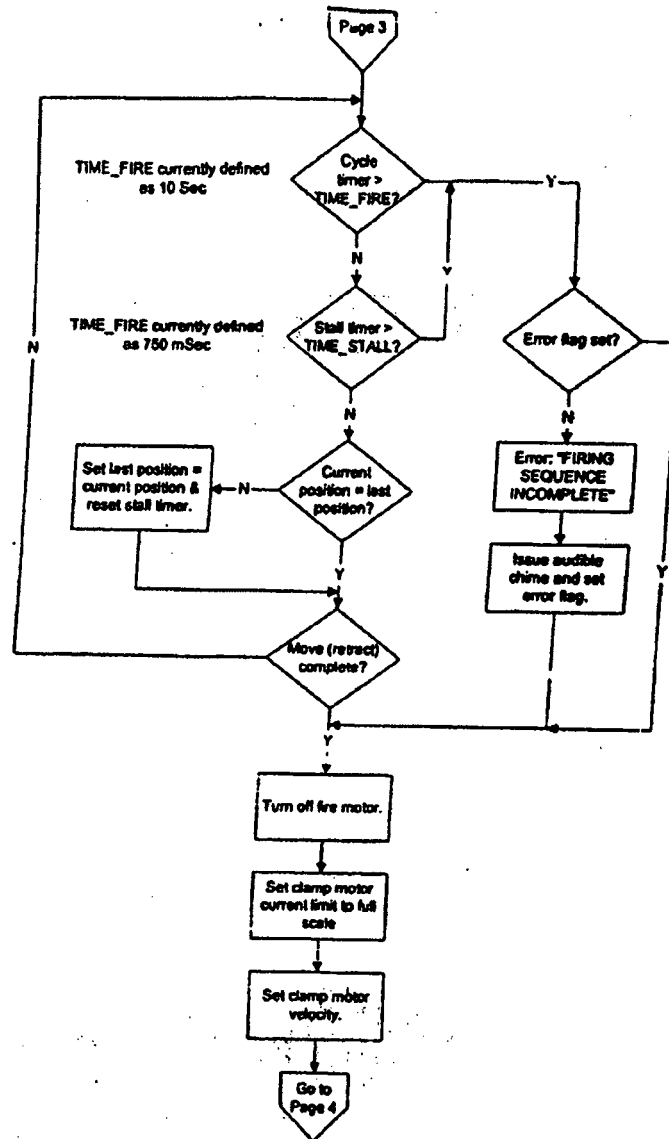 Page 3
TIME_FIRE currently defined
as 10 Sec
Cycle
timer >
TIME_FIRE?
Y
N
Y
N
TIME_FIRE currently defined
as 750 mSec
Stall timer >
TIME_STALL?
Error flag set?
N
N
Set last position =
current position &
reset stall timer.
N
Current
position = last
position?
Error: "FIRING
SEQUENCE
INCOMPLETE"
Y
Issue audible
chime and set
error flag.
Y
Move (retract)
complete?
Y
Turn off fire motor.
Set clamp motor
current limit to full
scale
Set clamp motor
velocity.
Go to
Page 4